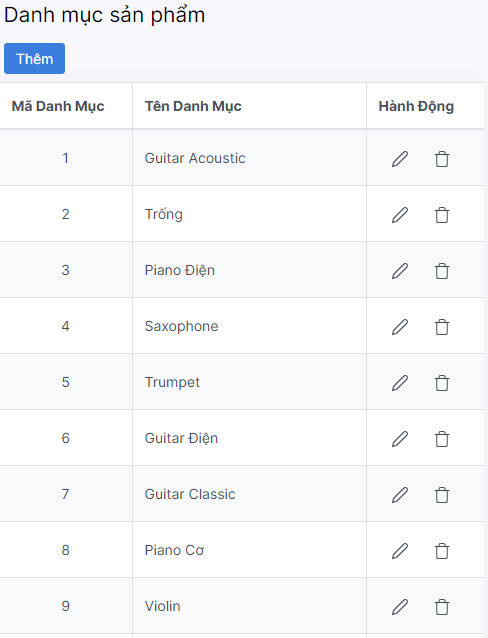 Danh mục sản phẩm
Thêm
Mã Danh Mục Tên Danh Mục Hành Động
1 Guitar Acoustic
2 Trống
3 Piano Điện
4 Saxophone
5 Trumpet
6 Guitar Điện
7 Guitar Classic
8 Piano Cơ
9 Violin